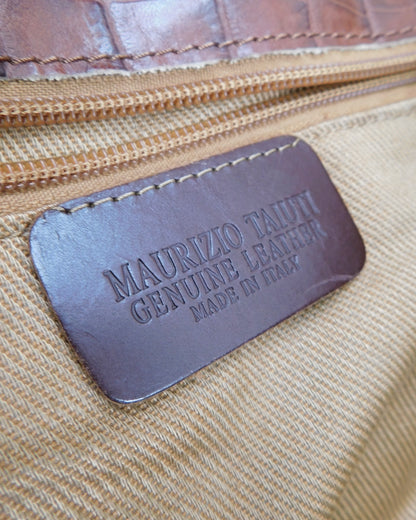 MAURIZIO TAIUTI
GENUINE LEATHER
MADE IN ITALY